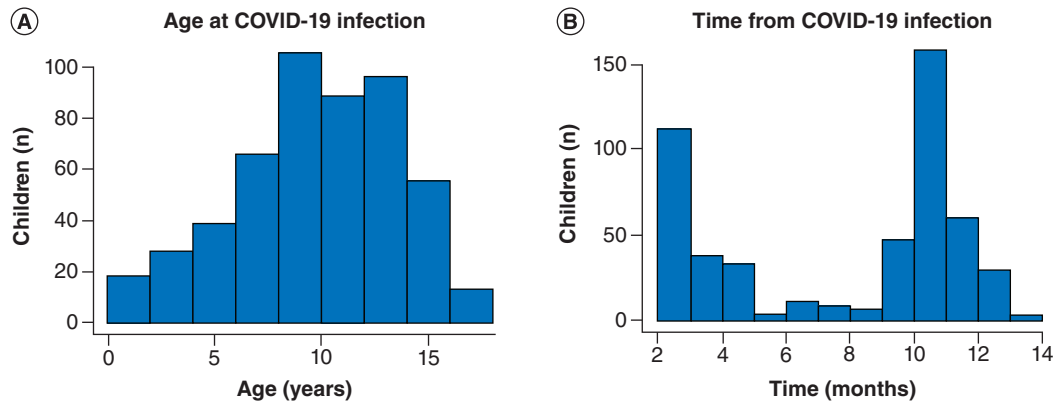 A
Age at COVID-19 infection
Children (n)
100
80
60
40
20
0
0 5 10 15
Age (years)
B
Time from COVID-19 infection
Children (n)
150
100
50
0
2 4 6 8 10 12 14
Time (months)